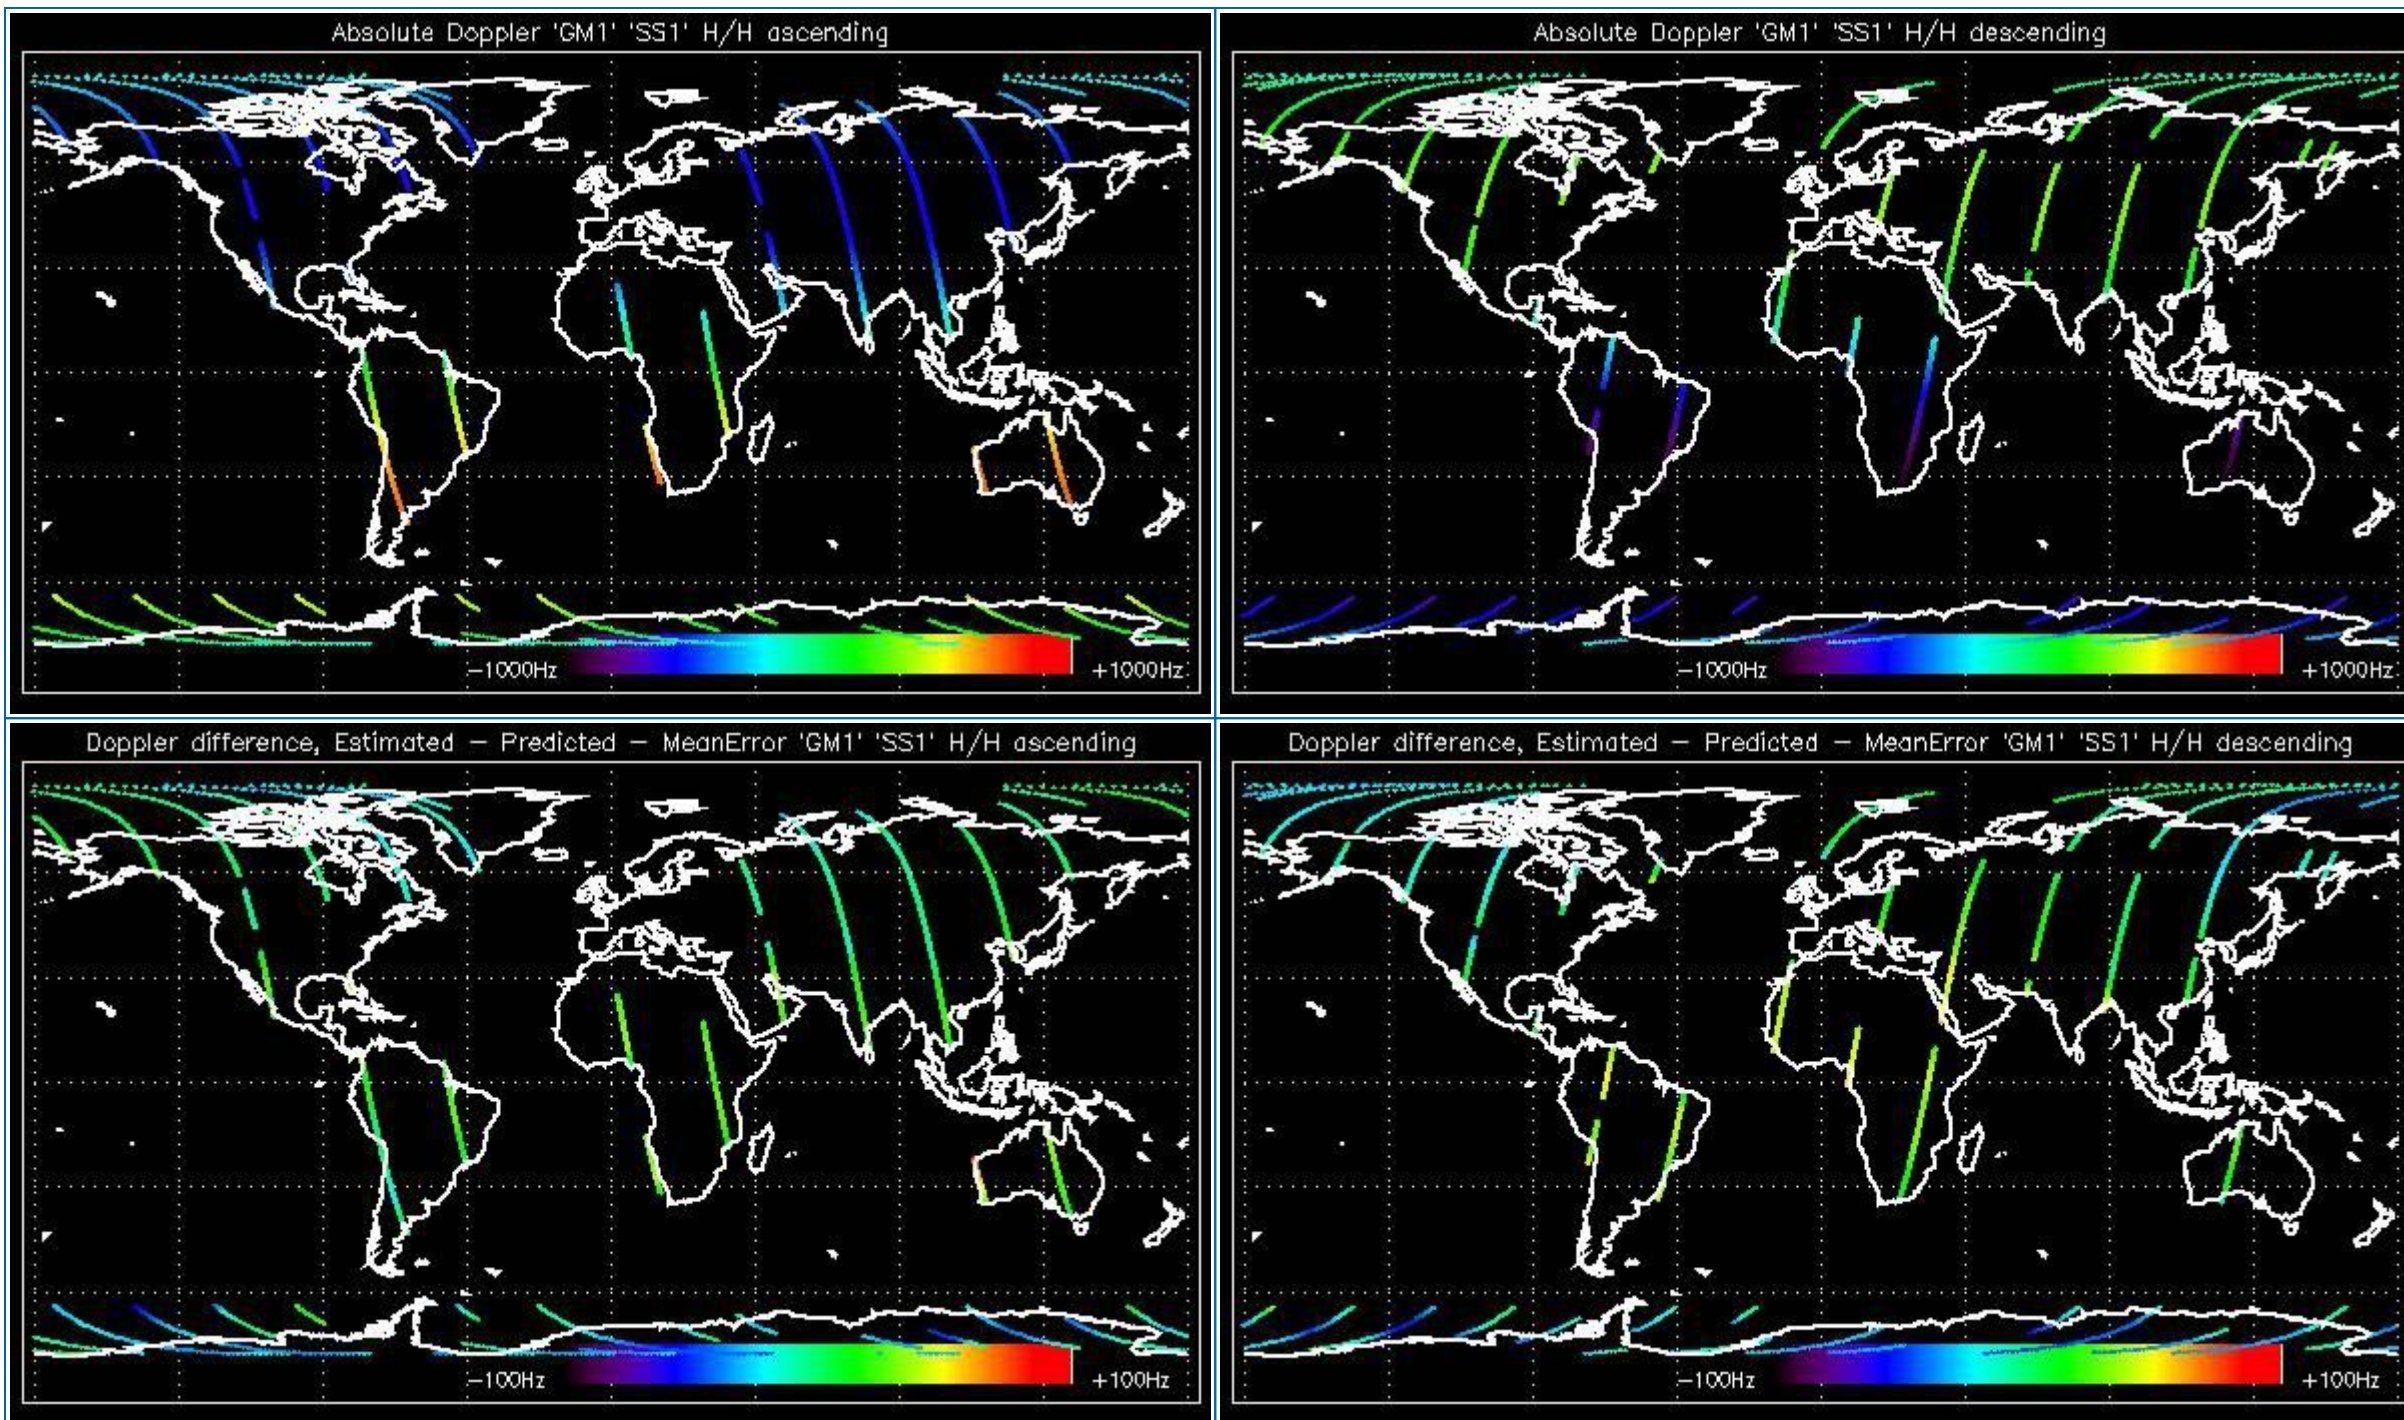 Absolute Doppler 'GM1' 'SS1' H/H ascending
-1000Hz
+1000Hz
Absolute Doppler 'GM1' 'SS1' H/H descending
-1000Hz
+1000Hz
Doppler difference, Estimated - Predicted - MeanError 'GM1' 'SS1' H/H ascending
-100Hz
+100Hz
Doppler difference, Estimated - Predicted - MeanError 'GM1' 'SS1' H/H descending
-100Hz
+100Hz